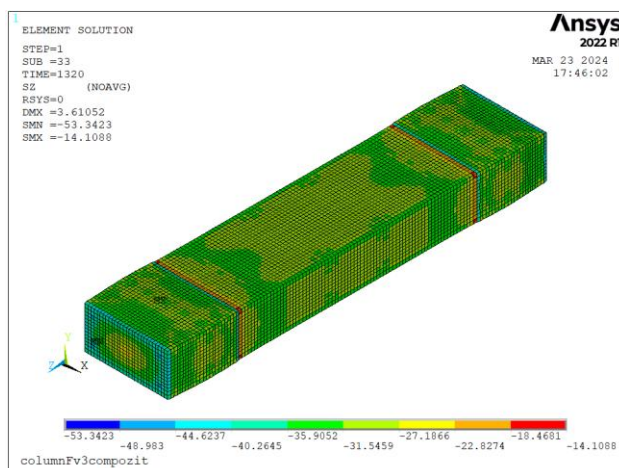 1
ELEMENT SOLUTION
STEP=1
SUB =33
TIME=1320
SZ (NOAVG)
RSYS=0
DMX =3.61052
SMN =-53.3423
SMX =-14.1088
Ansys
2022 R1
MAR 23 2024
17:46:02
Y
Z X
-53.3423 -48.983 -44.6237 -40.2645 -35.9052 -31.5459 -27.1866 -22.8274 -18.4681 -14.1088
columnFv3compozit